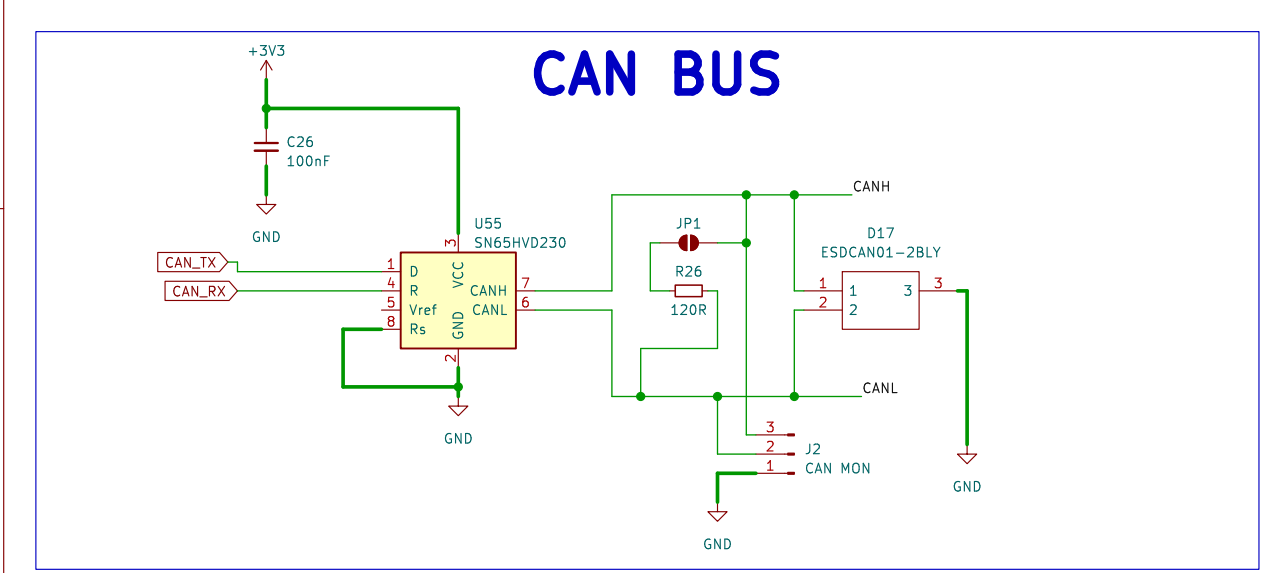 CAN BUS
+3V3
C26
100nF
GND
CAN_TX
CAN_RX
U55
SN65HVD230
3
VCC
1
D
4
R
5
Vref
8
Rs
GND
2
CANH
7
CANL
6
GND
CANH
JP1
R26
120R
D17
ESDCAN01-2BLY
1
1
2
2
3
3
CANL
3
2
1
J2
CAN MON
GND
GND